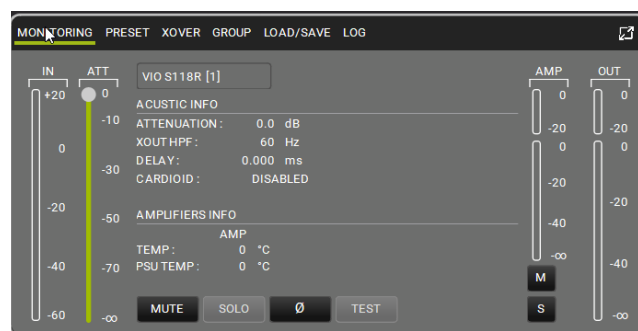 MONITORING PRESET XOVER GROUP LOAD/SAVE LOG
IN ATT VIO S118R [1] AMP OUT
+20 0 0 0
ACUSTIC INFO
-10 ATTENUATION : 0.0 dB -20 -20
XOUT HPF : 60 Hz
0 0 0
DELAY : 0.000 ms
-30
CARDIOID : DISABLED -20
-20 -20
-50 AMPLIFIERS INFO -40
AMP
TEMP : 0 °C -∞
-40 -70 PSU TEMP : 0 °C -40
M
-60 -∞ MUTE SOLO Ø TEST S -∞